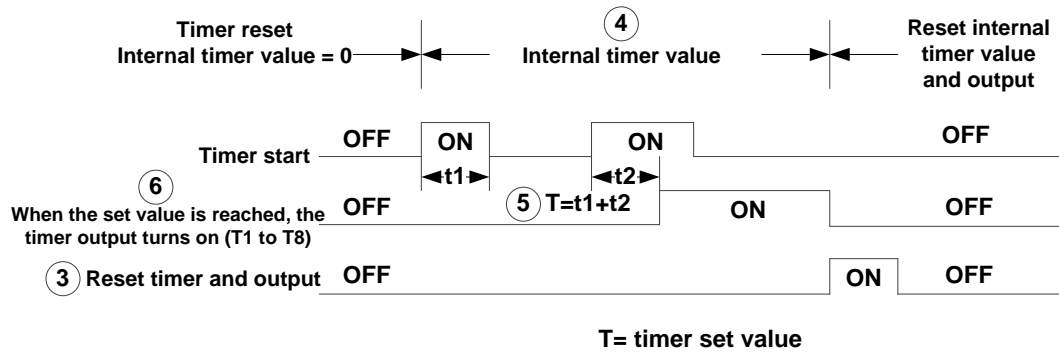 Timer reset
Internal timer value = 0
4
Internal timer value
Reset internal
timer value
and output
Timer start
OFF
ON
ON
OFF
t1
t2
6
When the set value is reached, the
timer output turns on (T1 to T8)
OFF
5 T=t1+t2
ON
OFF
3 Reset timer and output
OFF
ON
OFF
T= timer set value